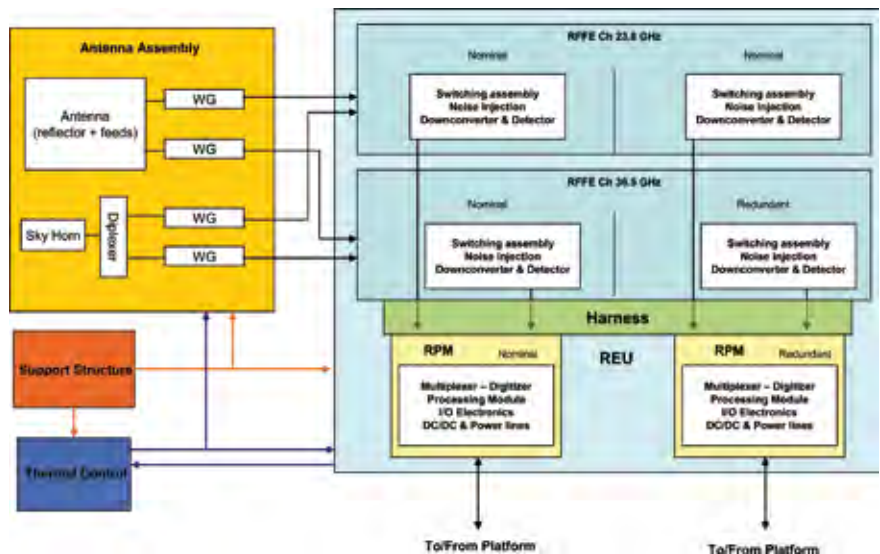 Antenna Assembly
Antenna
(reflector + feeds)
WG
WG
Sky Horn
Diplexer
WG
WG
Support Structure
Thermal Control
RFFE Ch 23.8 GHz
Nominal
Nominal
Switching assembly
Noise Injection
Downconverter & Detector
Switching assembly
Noise Injection
Downconverter & Detector
RFFE Ch 36.5 GHz
Nominal
Redundant
Switching assembly
Noise Injection
Downconverter & Detector
Switching assembly
Noise Injection
Downconverter & Detector
Harness
RPM
Nominal
REU
RPM
Redundant
Multiplexer – Digitizer
Processing Module
I/O Electronics
DC/DC & Power lines
Multiplexer – Digitizer
Processing Module
I/O Electronics
DC/DC & Power lines
To/From Platform
To/From Platform